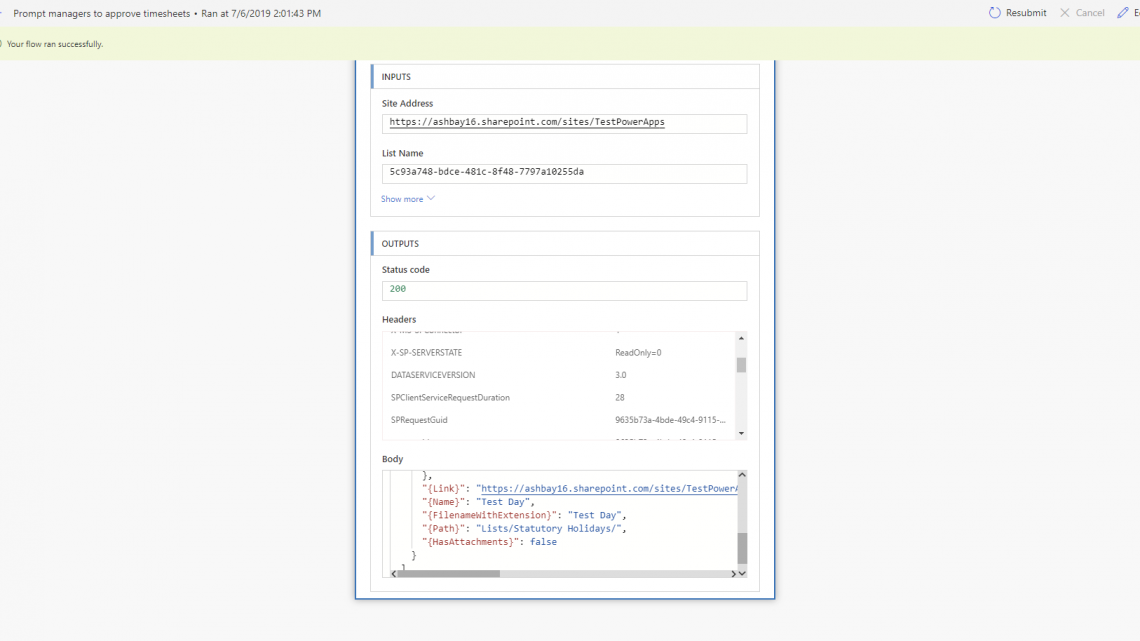 Prompt managers to approve timesheets • Ran at 7/6/2019 2:01:43 PM
Resubmit Cancel
Your flow ran successfully.
INPUTS
Site Address
https://ashbay16.sharepoint.com/sites/TestPowerApps
List Name
5c93a748-bdce-481c-8f48-7797a10255da
Show more
OUTPUTS
Status code
200
Headers
X-SP-SERVERSTATE ReadOnly=0
DATASERVICEVERSION 3.0
SPClientServiceRequestDuration 28
SPRequestGuid 9635b73a-4bde-49c4-9115-...
Body
},
"{Link}": "https://ashbay16.sharepoint.com/sites/TestPowerA
"{Name}": "Test Day",
"{FilenameWithExtension}": "Test Day",
"{Path}": "Lists/Statutory Holidays/",
"{HasAttachments}": false
}
]